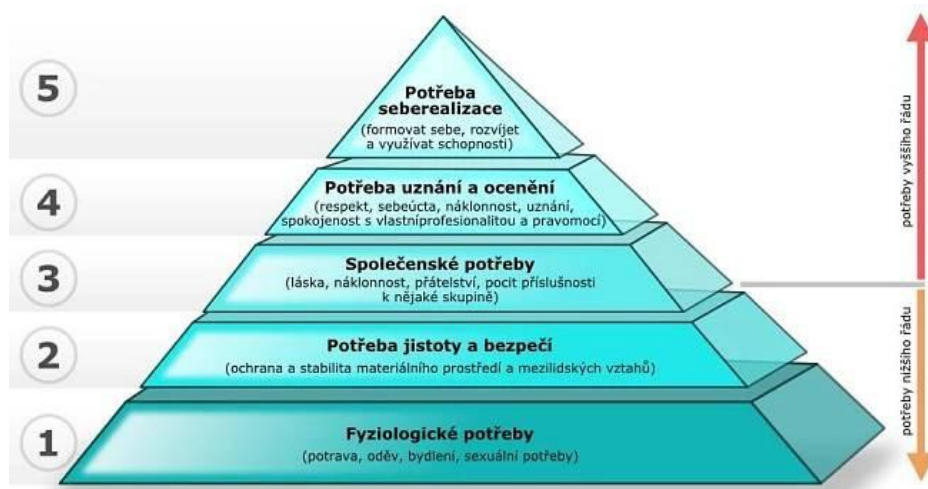 5
Potřeba
seberealizace
(formovat sebe, rozvíjet
a využívat schopnosti)
4
Potřeba uznání a ocenění
(respekt, sebeúcta, náklonnost, uznání,
spokojenost s vlastníprofesionalitou a pravomocí)
3
Společenské potřeby
(láska, náklonnost, přátelství, pocit příslušnosti
k nějaké skupině)
2
Potřeba jistoty a bezpečí
(ochrana a stabilita materiálního prostředí a mezilidských vztahů)
1
Fyziologické potřeby
(potrava, oděv, bydlení, sexuální potřeby)
potřeby vyššího řádu
potřeby nižšího řádu